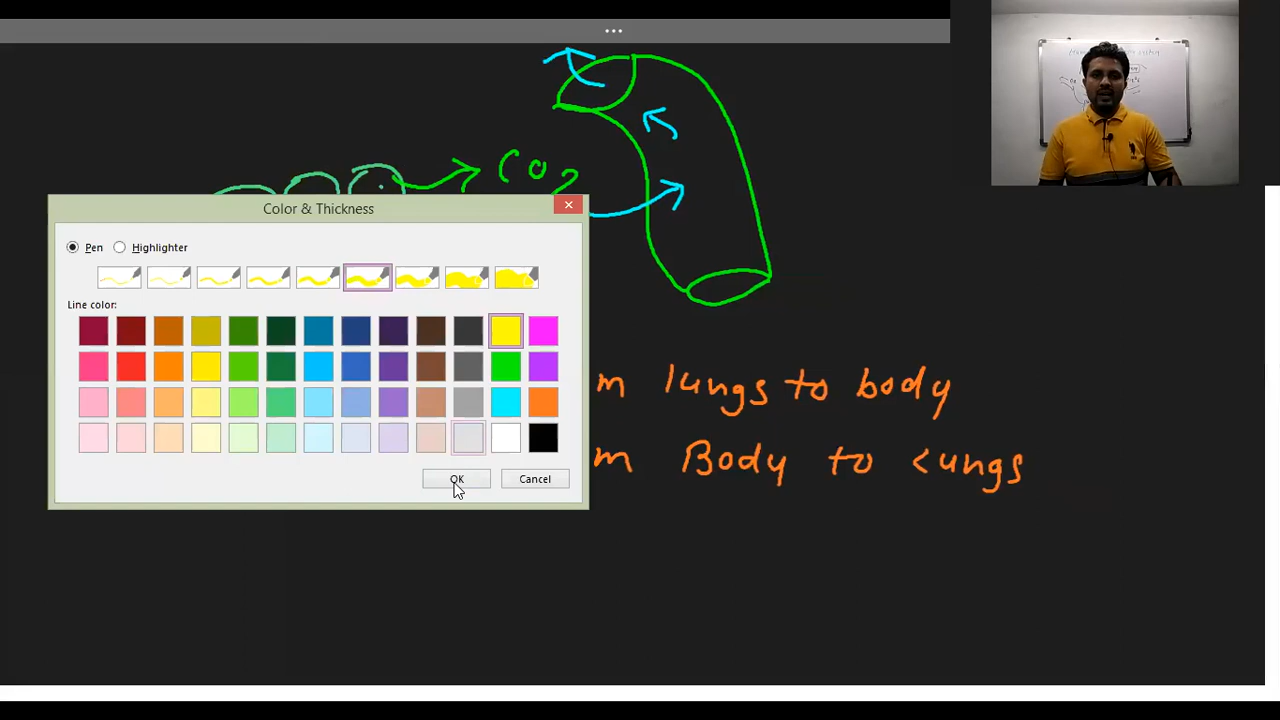 ...
CO2
Color & Thickness
Pen Highlighter
Line color:
m lungs to body
m Body to Lungs
OK Cancel